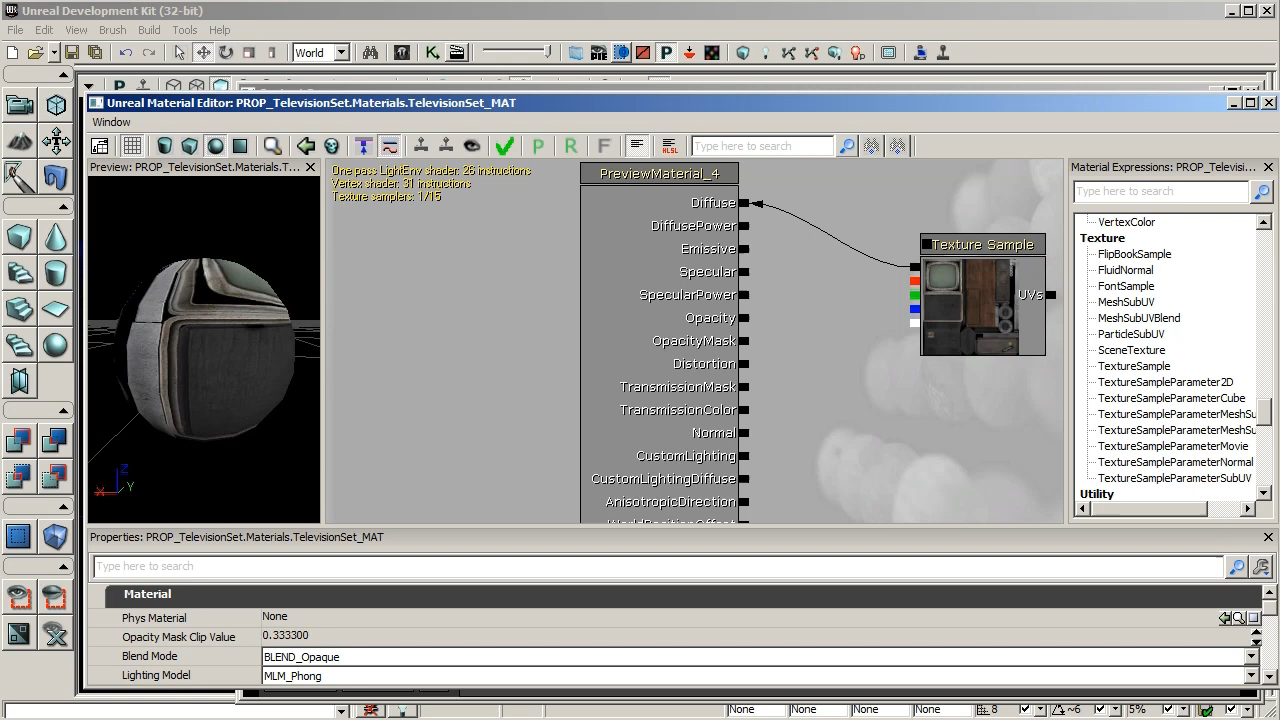 Unreal Development Kit (32-bit)
File Edit View Brush Build Tools Help
World
Unreal Material Editor: PROP_TelevisionSet.Materials.TelevisionSet_MAT
Window
Type here to search
Preview: PROP_TelevisionSet.Materials.T...
Material Expressions: PROP_Televisi...
One pass LightEnv shader: 26 instructions
Vertex shader: 31 instructions
Texture samplers: 1/15
PreviewMaterial_4
Diffuse
DiffusePower
Emissive
Specular
SpecularPower
Opacity
OpacityMask
Distortion
TransmissionMask
TransmissionColor
Normal
CustomLighting
CustomLightingDiffuse
AnisotropicDirection
WorldPositionOffset
Texture Sample
UVs
Type here to search
VertexColor
Texture
FlipBookSample
FluidNormal
FontSample
MeshSubUV
MeshSubUVBlend
ParticleSubUV
SceneTexture
TextureSample
TextureSampleParameter2D
TextureSampleParameterCube
TextureSampleParameterMeshSu
TextureSampleParameterMeshSu
TextureSampleParameterMovie
TextureSampleParameterNormal
TextureSampleParameterSubUV
Utility
Z
X
Y
Properties: PROP_TelevisionSet.Materials.TelevisionSet_MAT
Type here to search
Material
Phys Material None
Opacity Mask Clip Value 0.333300
Blend Mode BLEND_Opaque
Lighting Model MLM_Phong
None None None None 8 ~6 5%